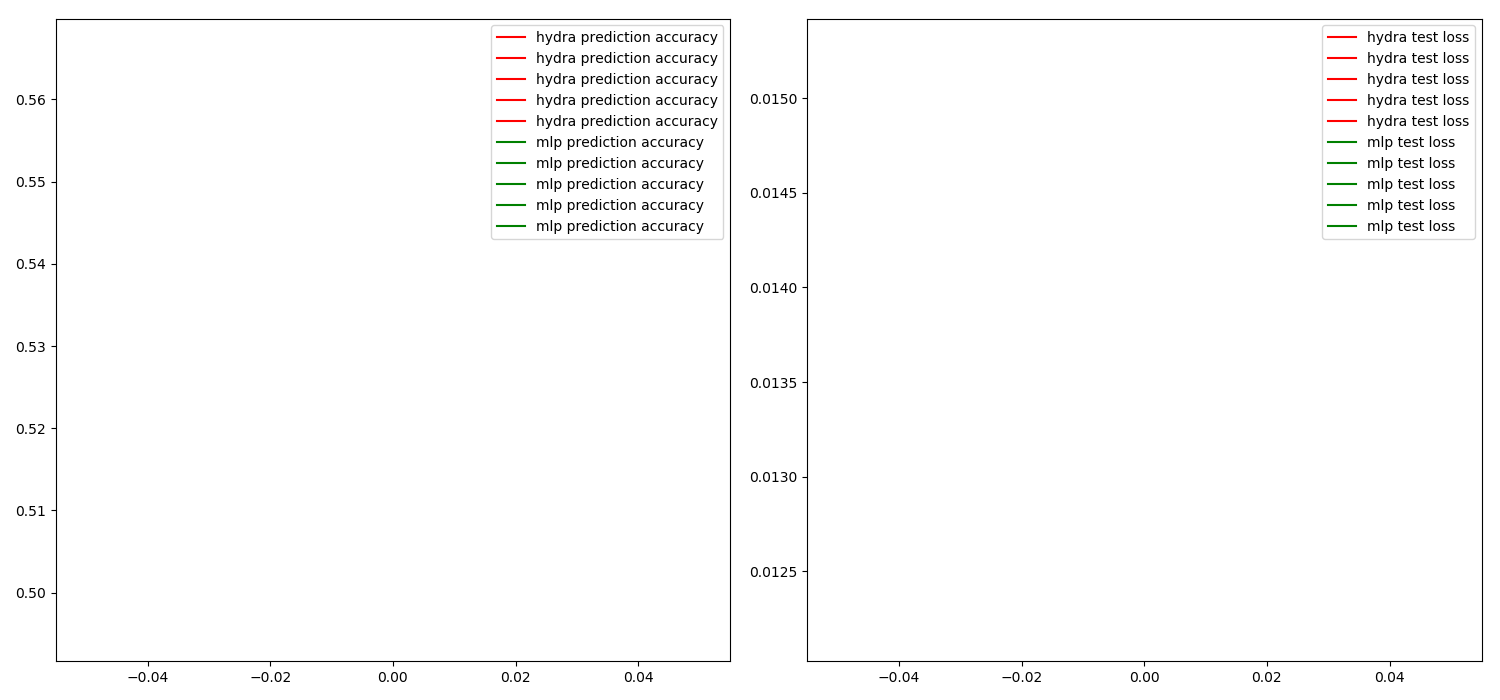 hydra prediction accuracy
hydra prediction accuracy
hydra prediction accuracy
hydra prediction accuracy
hydra prediction accuracy
mlp prediction accuracy
mlp prediction accuracy
mlp prediction accuracy
mlp prediction accuracy
mlp prediction accuracy
0.56
0.55
0.54
0.53
0.52
0.51
0.50
−0.04 −0.02 0.00 0.02 0.04
hydra test loss
hydra test loss
hydra test loss
hydra test loss
hydra test loss
mlp test loss
mlp test loss
mlp test loss
mlp test loss
mlp test loss
0.0150
0.0145
0.0140
0.0135
0.0130
0.0125
−0.04 −0.02 0.00 0.02 0.04